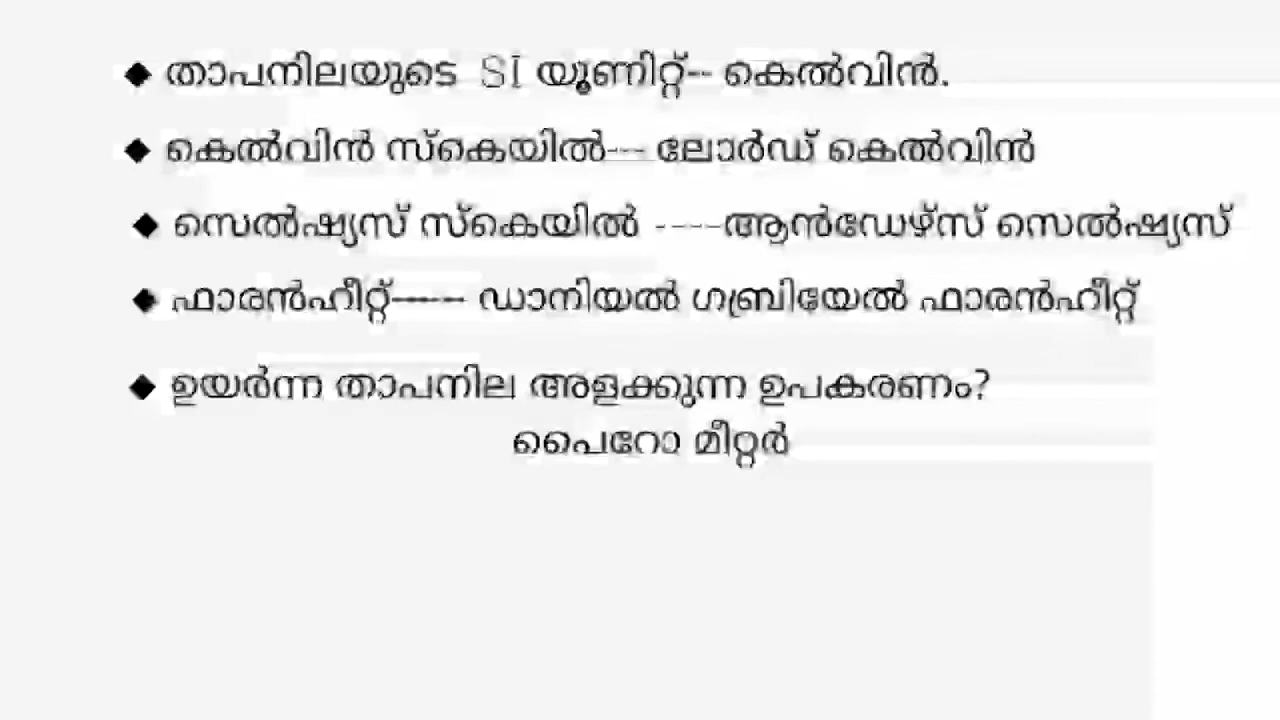 ◆ താപനിലയുടെ SI യൂണിറ്റ്-- കെൽവിൻ.
◆ കെൽവിൻ സ്കെയിൽ--- ലോർഡ് കെൽവിൻ
◆ സെൽഷ്യസ് സ്കെയിൽ ----ആൻഡേഴ്സ് സെൽഷ്യസ്
◆ ഫാരൻഹീറ്റ്----- ഡാനിയൽ ഗബ്രിയേൽ ഫാരൻഹീറ്റ്
◆ ഉയർന്ന താപനില അളക്കുന്ന ഉപകരണം?
പൈറോ മീറ്റർ